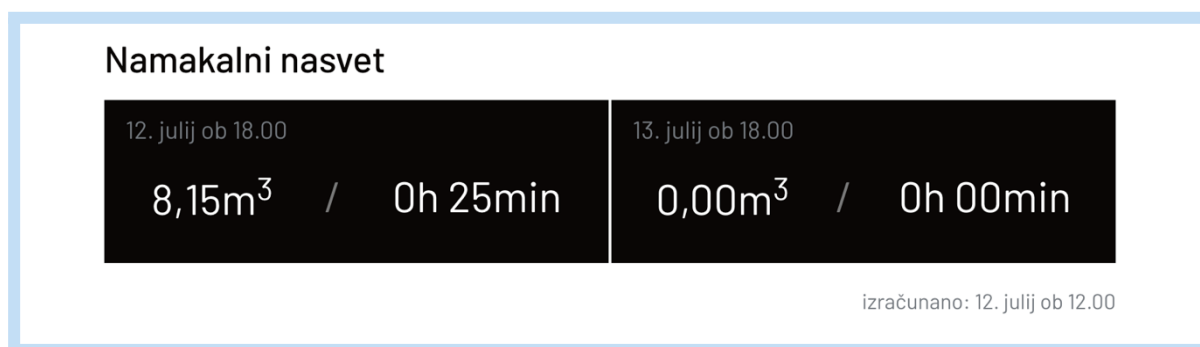 Namakalni nasvet
12. julij ob 18.00
8,15m³ / 0h 25min
13. julij ob 18.00
0,00m³ / 0h 00min
izračunano: 12. julij ob 12.00